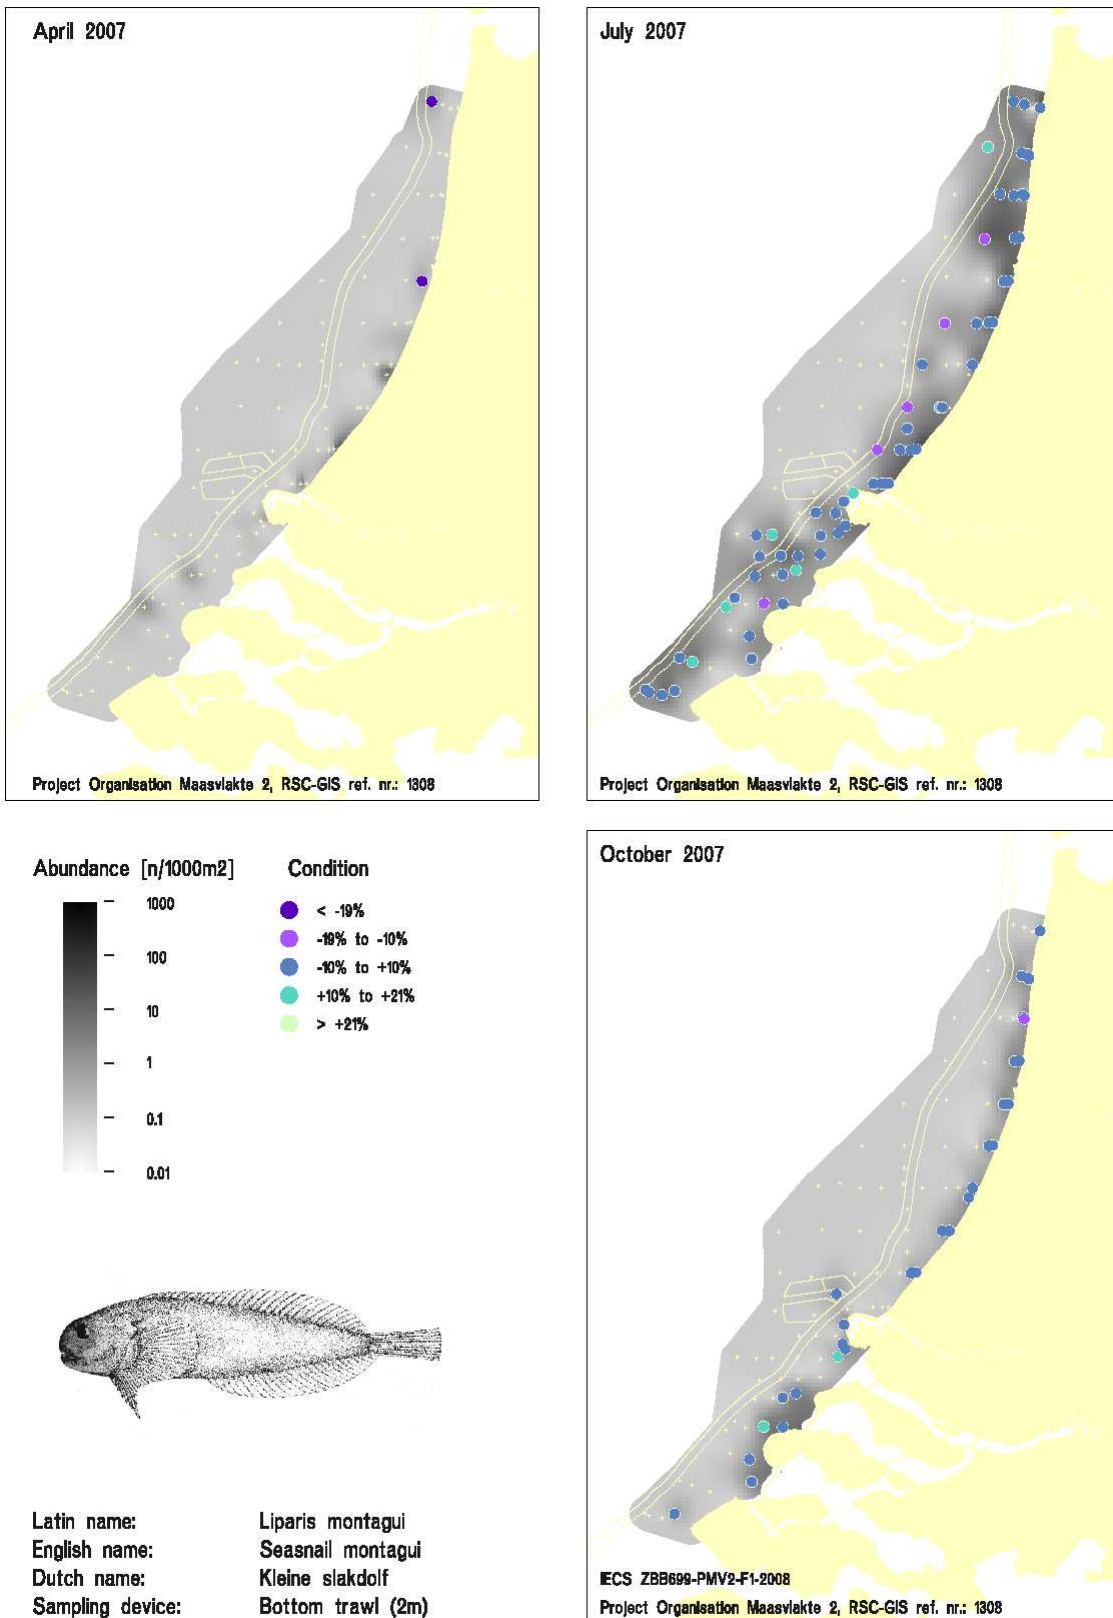 April 2007
Project Organisation Maasvlakte 2, RSC-GIS ref. nr.: 1308
July 2007
Project Organisation Maasvlakte 2, RSC-GIS ref. nr.: 1308
Abundance [n/1000m2]
1000
100
10
1
0.1
0.01
Condition
< -19%
-19% to -10%
-10% to +10%
+10% to +21%
> +21%
Latin name: Liparis montagui
English name: Seasnail montagui
Dutch name: Kleine slakdolf
Sampling device: Bottom trawl (2m)
October 2007
IECS ZBB699-PMV2-F1-2008
Project Organisation Maasvlakte 2, RSC-GIS ref. nr.: 1308